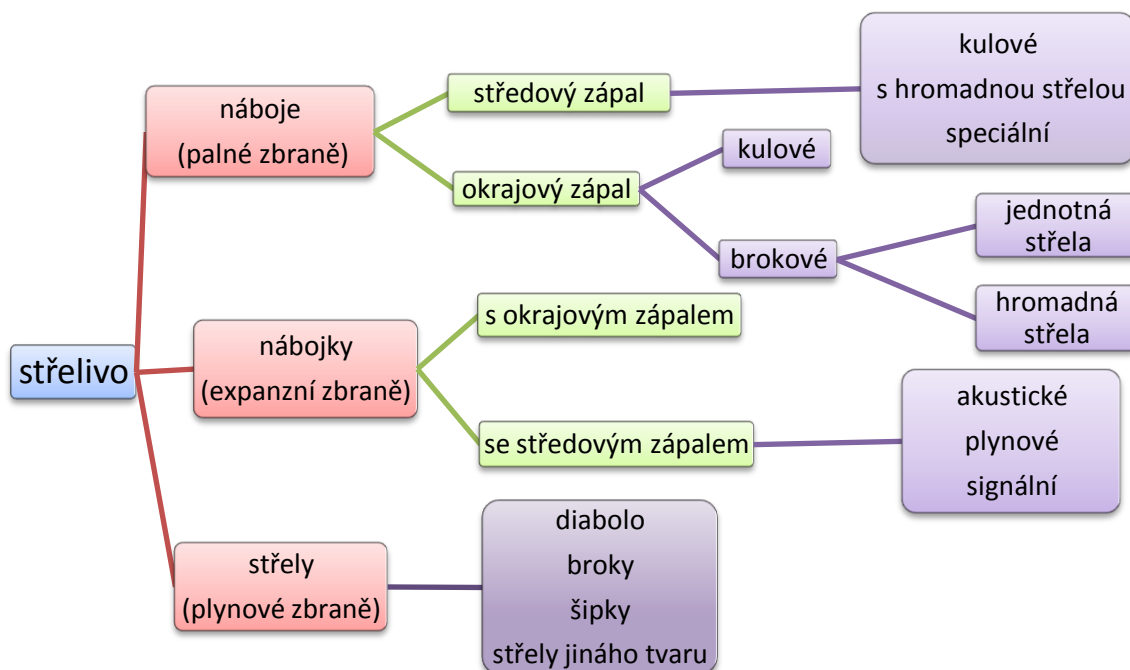 střelivo
náboje
(palné zbraně)
středový zápal
kulové
s hromadnou střelou
speciální
okrajový zápal
kulové
brokové
jednotná
střela
hromadná
střela
nábojky
(expanzní zbraně)
s okrajovým zápalem
se středovým zápalem
akustické
plynové
signální
střely
(plynové zbraně)
diabolo
broky
šipky
střely jináho tvaru